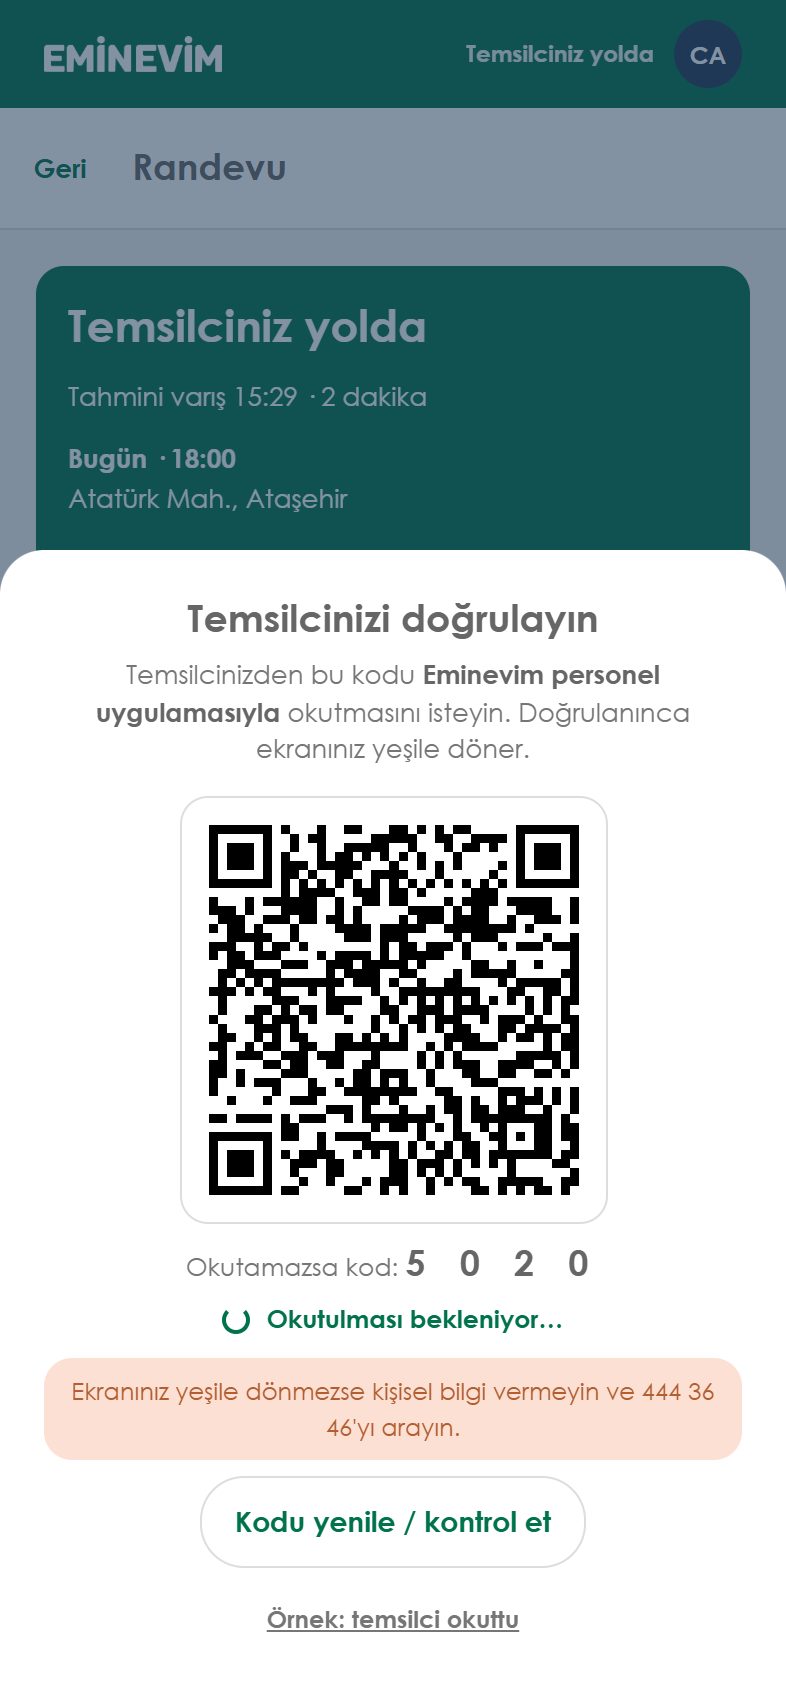 EMİNEVİM
Temsilciniz yolda
CA
Geri
Randevu
Temsilciniz yolda
Tahmini varış 15:29 · 2 dakika
Bugün · 18:00
Atatürk Mah., Ataşehir
Temsilcinizi doğrulayın
Temsilcinizden bu kodu Eminevim personel
uygulamasıyla okutmasını isteyin. Doğrulanınca
ekranınız yeşile döner.
Okutamazsa kod: 5 0 2 0
Okutulması bekleniyor...
Ekranınız yeşile dönmezse kişisel bilgi vermeyin ve 444 36
46'yı arayın.
Kodu yenile / kontrol et
Örnek: temsilci okuttu